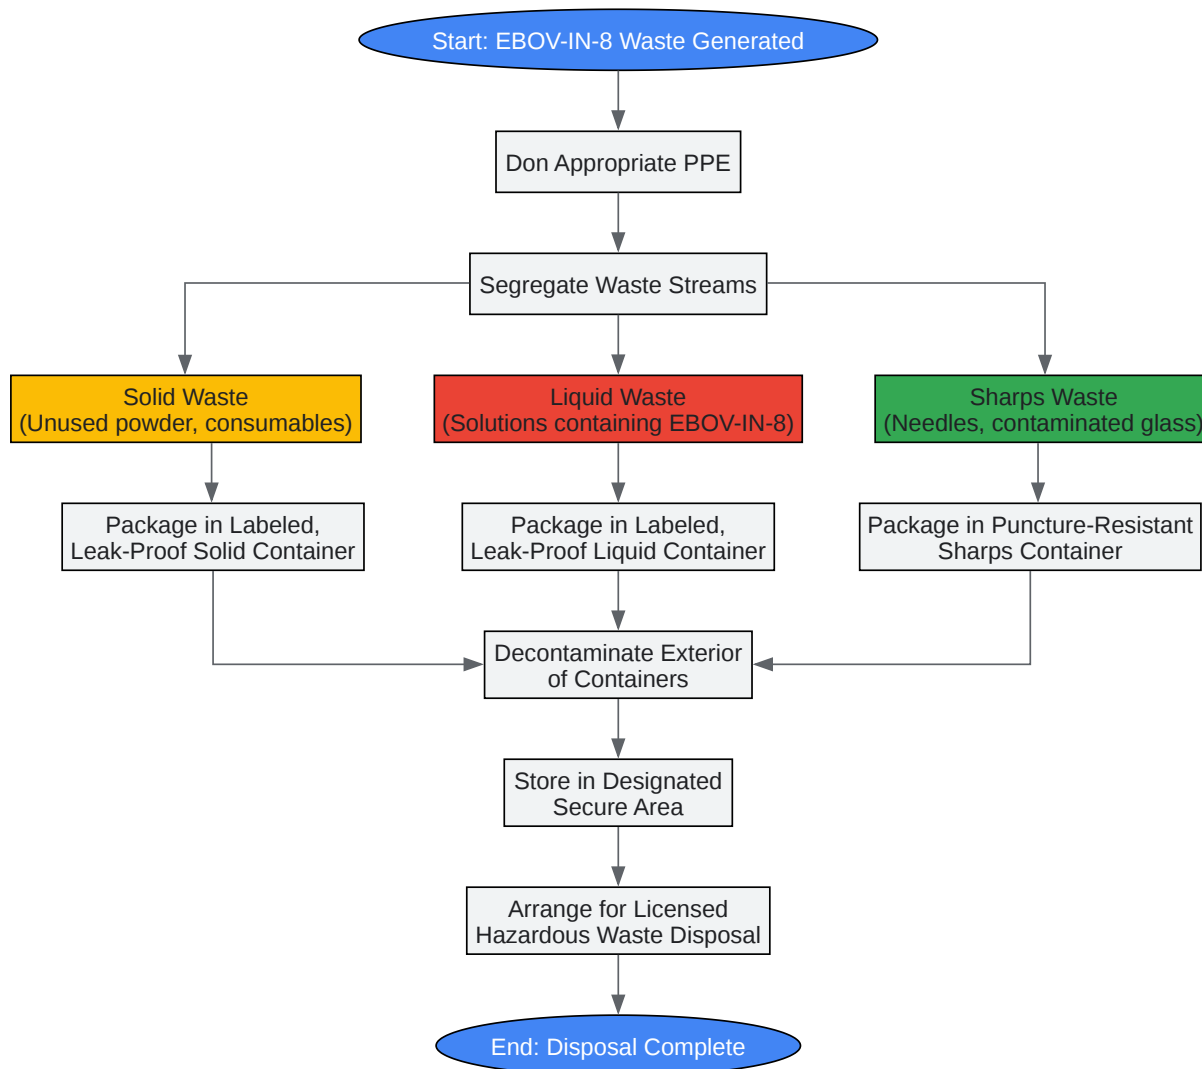 Start: EBOV-IN-8 Waste Generated
Don Appropriate PPE
Segregate Waste Streams
Solid Waste
(Unused powder, consumables)
Liquid Waste
(Solutions containing EBOV-IN-8)
Sharps Waste
(Needles, contaminated glass)
Package in Labeled,
Leak-Proof Solid Container
Package in Labeled,
Leak-Proof Liquid Container
Package in Puncture-Resistant
Sharps Container
Decontaminate Exterior
of Containers
Store in Designated
Secure Area
Arrange for Licensed
Hazardous Waste Disposal
End: Disposal Complete